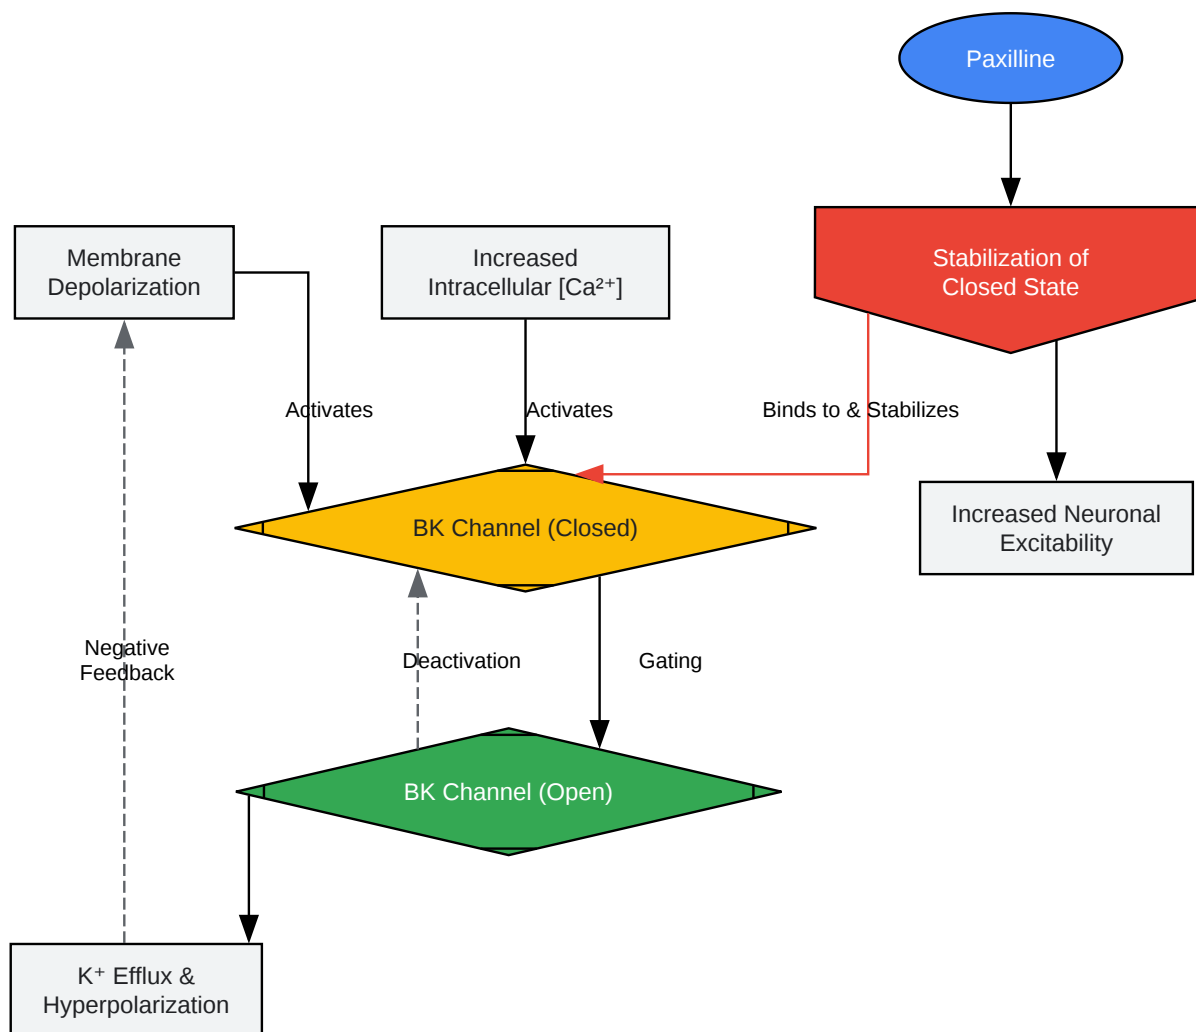 Paxilline
Stabilization of
Closed State
Membrane
Depolarization
Increased
Intracellular [Ca²⁺]
Activates
Activates
Binds to & Stabilizes
Increased Neuronal
Excitability
BK Channel (Closed)
Negative
Feedback
Deactivation
Gating
BK Channel (Open)
K⁺ Efflux &
Hyperpolarization